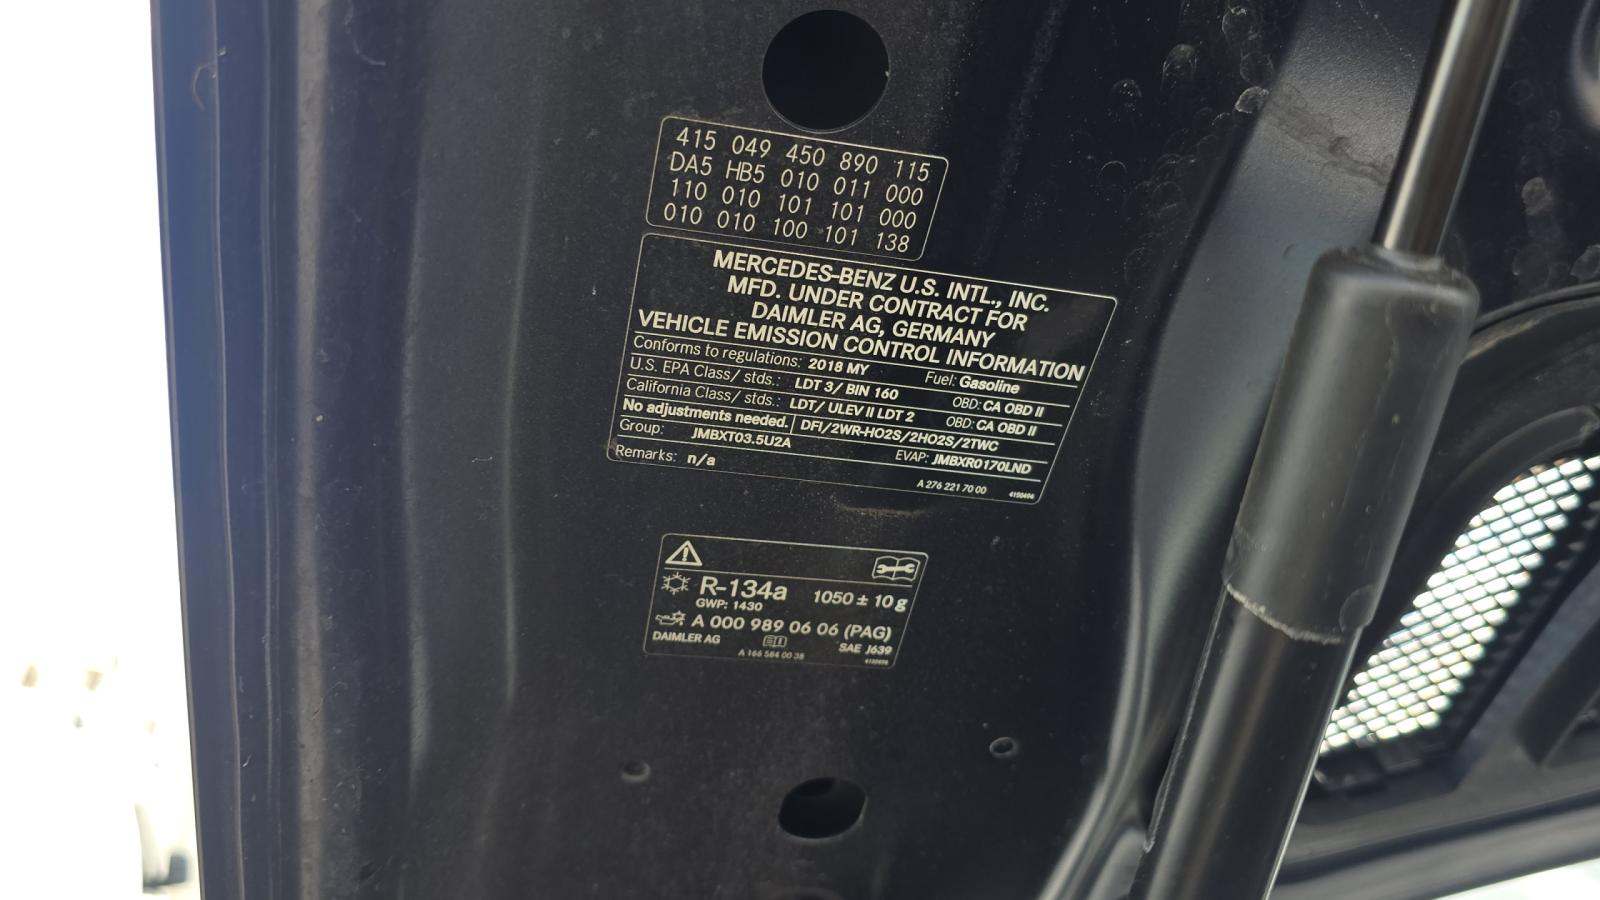 415 049 450 890 115
DA5 HB5 010 011 000
110 010 101 101 000
010 010 100 101 138
MERCEDES-BENZ U.S. INTL., INC.
MFD. UNDER CONTRACT FOR
DAIMLER AG, GERMANY
VEHICLE EMISSION CONTROL INFORMATION
Conforms to regulations: 2018 MY Fuel: Gasoline
U.S. EPA Class/ stds.: LDT 3/ BIN 160 OBD: CA OBD II
California Class/ stds.: LDT/ ULEV II LDT 2 OBD: CA OBD II
No adjustments needed. DFI/2WR-HO2S/2HO2S/2TWC
Group: JMBXT03.5U2A EVAP: JMBXR0170LND
Remarks: n/a
A 276 221 70 00
R-134a 1050 ± 10 g
GWP: 1430
A 000 989 06 06 (PAG)
DAIMLER AG SAE J639
A 166 584 00 38